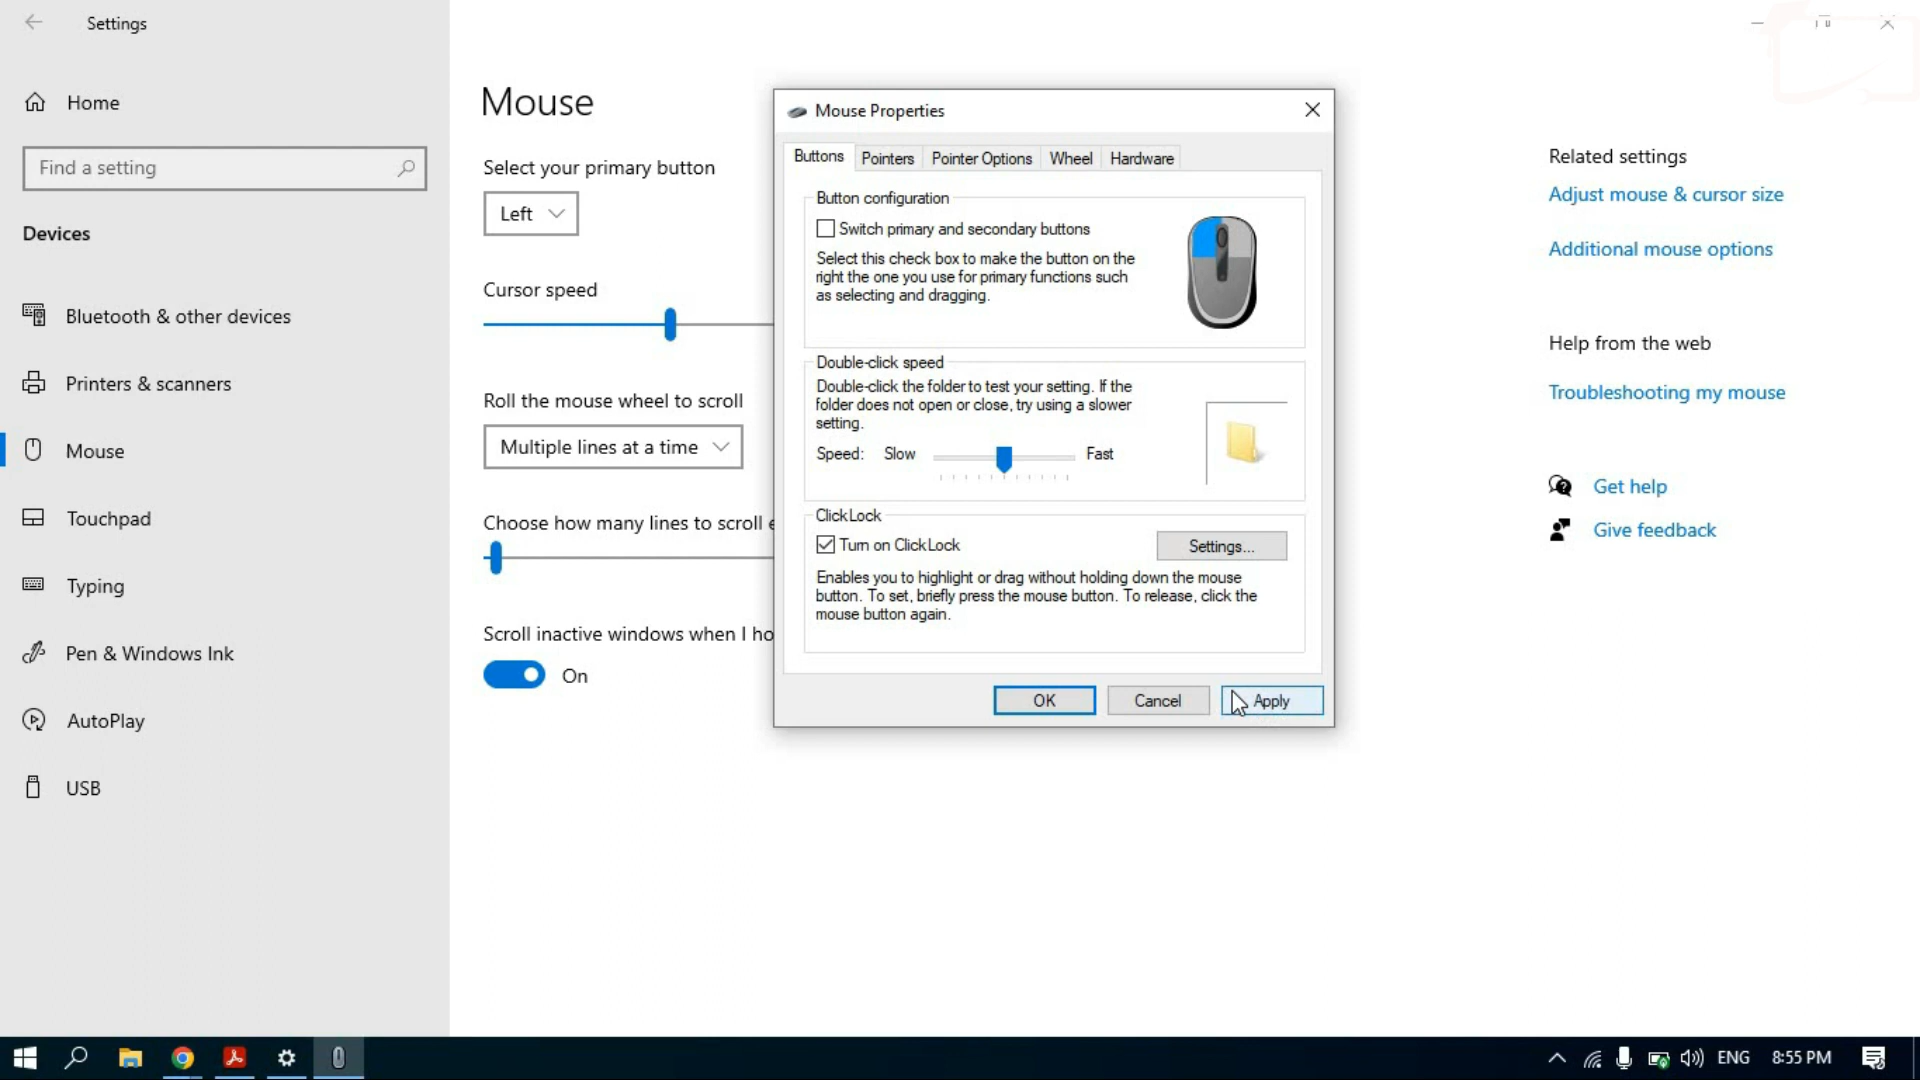 Settings
Home
Find a setting
Devices
Bluetooth & other devices
Printers & scanners
Mouse
Touchpad
Typing
Pen & Windows Ink
AutoPlay
USB
Mouse
Select your primary button
Left
Cursor speed
Roll the mouse wheel to scroll
Multiple lines at a time
Choose how many lines to scroll e
Scroll inactive windows when I ho
On
Mouse Properties
Buttons
Pointers
Pointer Options
Wheel
Hardware
Button configuration
Switch primary and secondary buttons
Select this check box to make the button on the
right the one you use for primary functions such
as selecting and dragging.
Double-click speed
Double-click the folder to test your setting. If the
folder does not open or close, try using a slower
setting.
Speed: Slow Fast
ClickLock
Turn on ClickLock
Settings...
Enables you to highlight or drag without holding down the mouse
button. To set, briefly press the mouse button. To release, click the
mouse button again.
OK
Cancel
Apply
Related settings
Adjust mouse & cursor size
Additional mouse options
Help from the web
Troubleshooting my mouse
Get help
Give feedback
ENG
8:55 PM